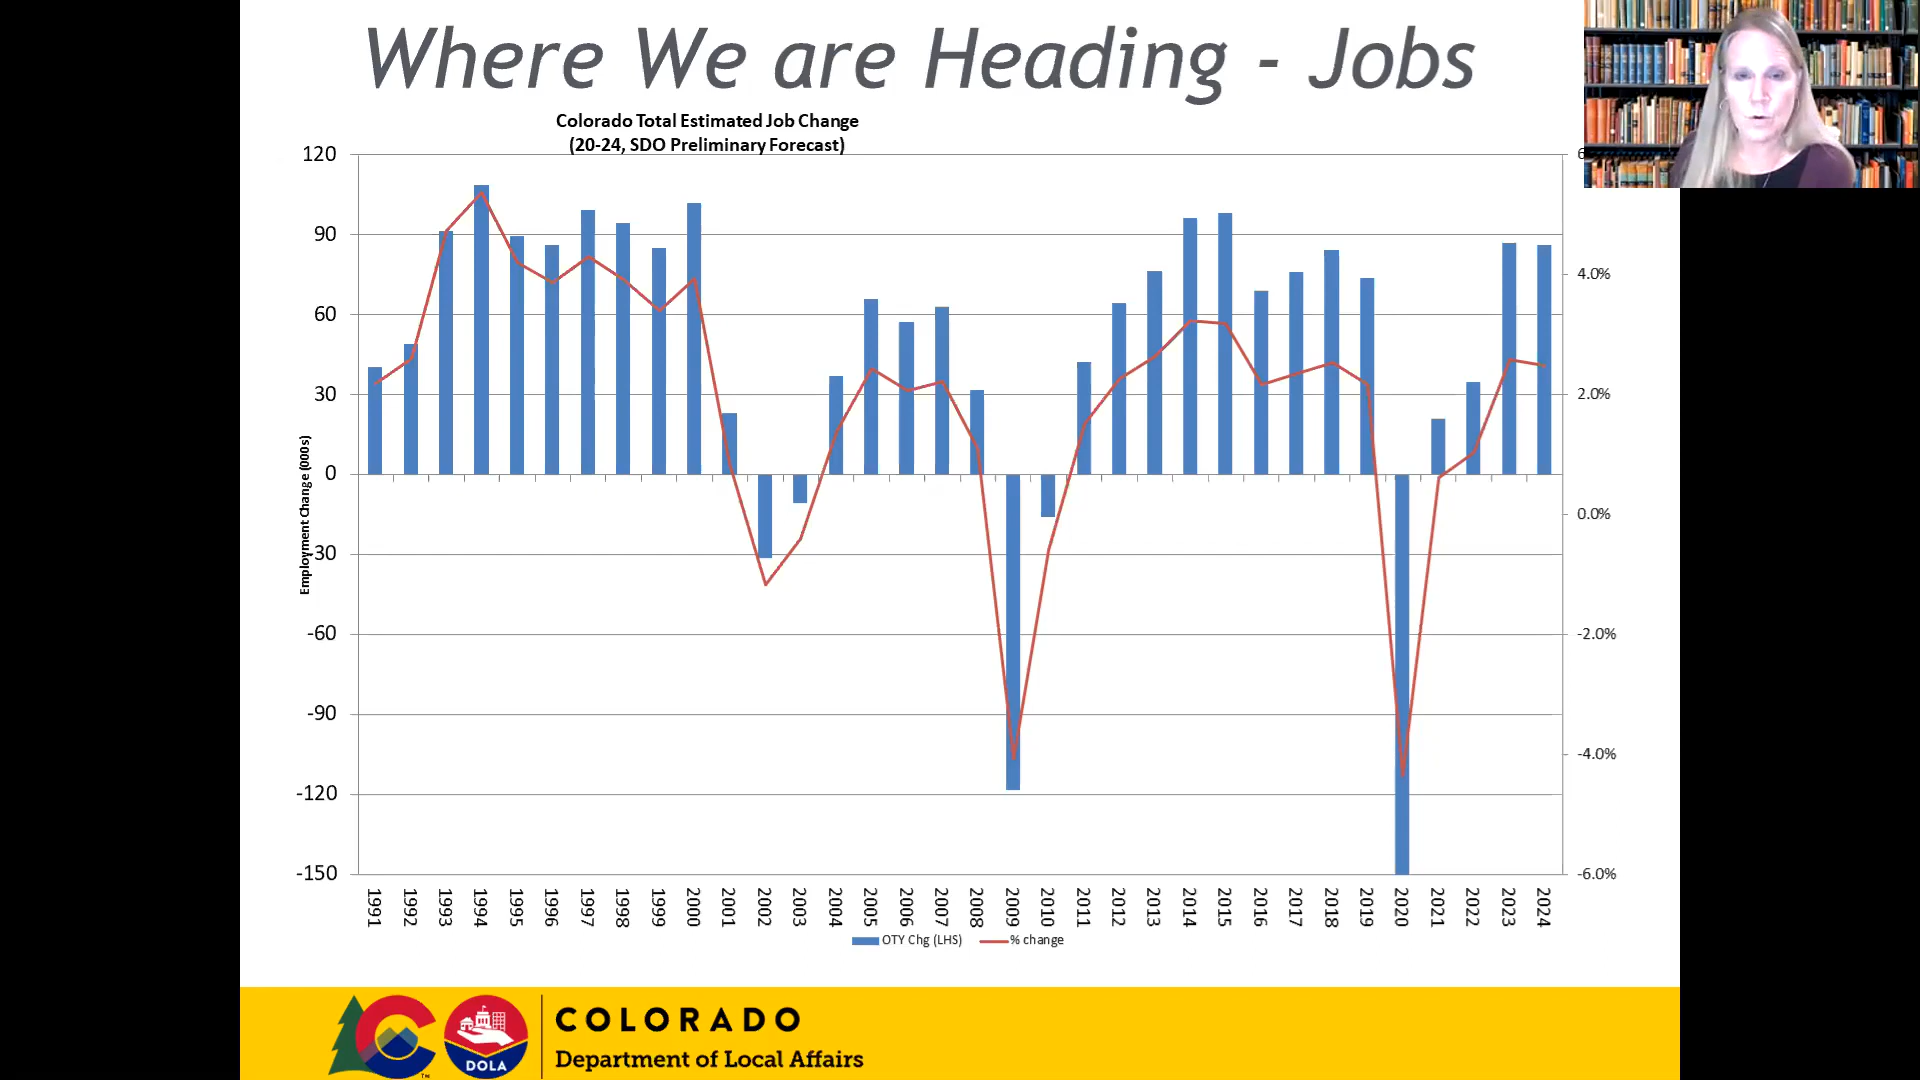 Where We are Heading - Jobs
Colorado Total Estimated Job Change
(20-24, SDO Preliminary Forecast)
Employment Change (000s)
120
90
60
30
0
-30
-60
-90
-120
-150
6
4.0%
2.0%
0.0%
-2.0%
-4.0%
-6.0%
1991 1992 1993 1994 1995 1996 1997 1998 1999 2000 2001 2002 2003 2004 2005 2006 2007 2008 2009 2010 2011 2012 2013 2014 2015 2016 2017 2018 2019 2020 2021 2022 2023 2024
OTY Chg (LHS) % change
DOLA
TM
COLORADO
Department of Local Affairs